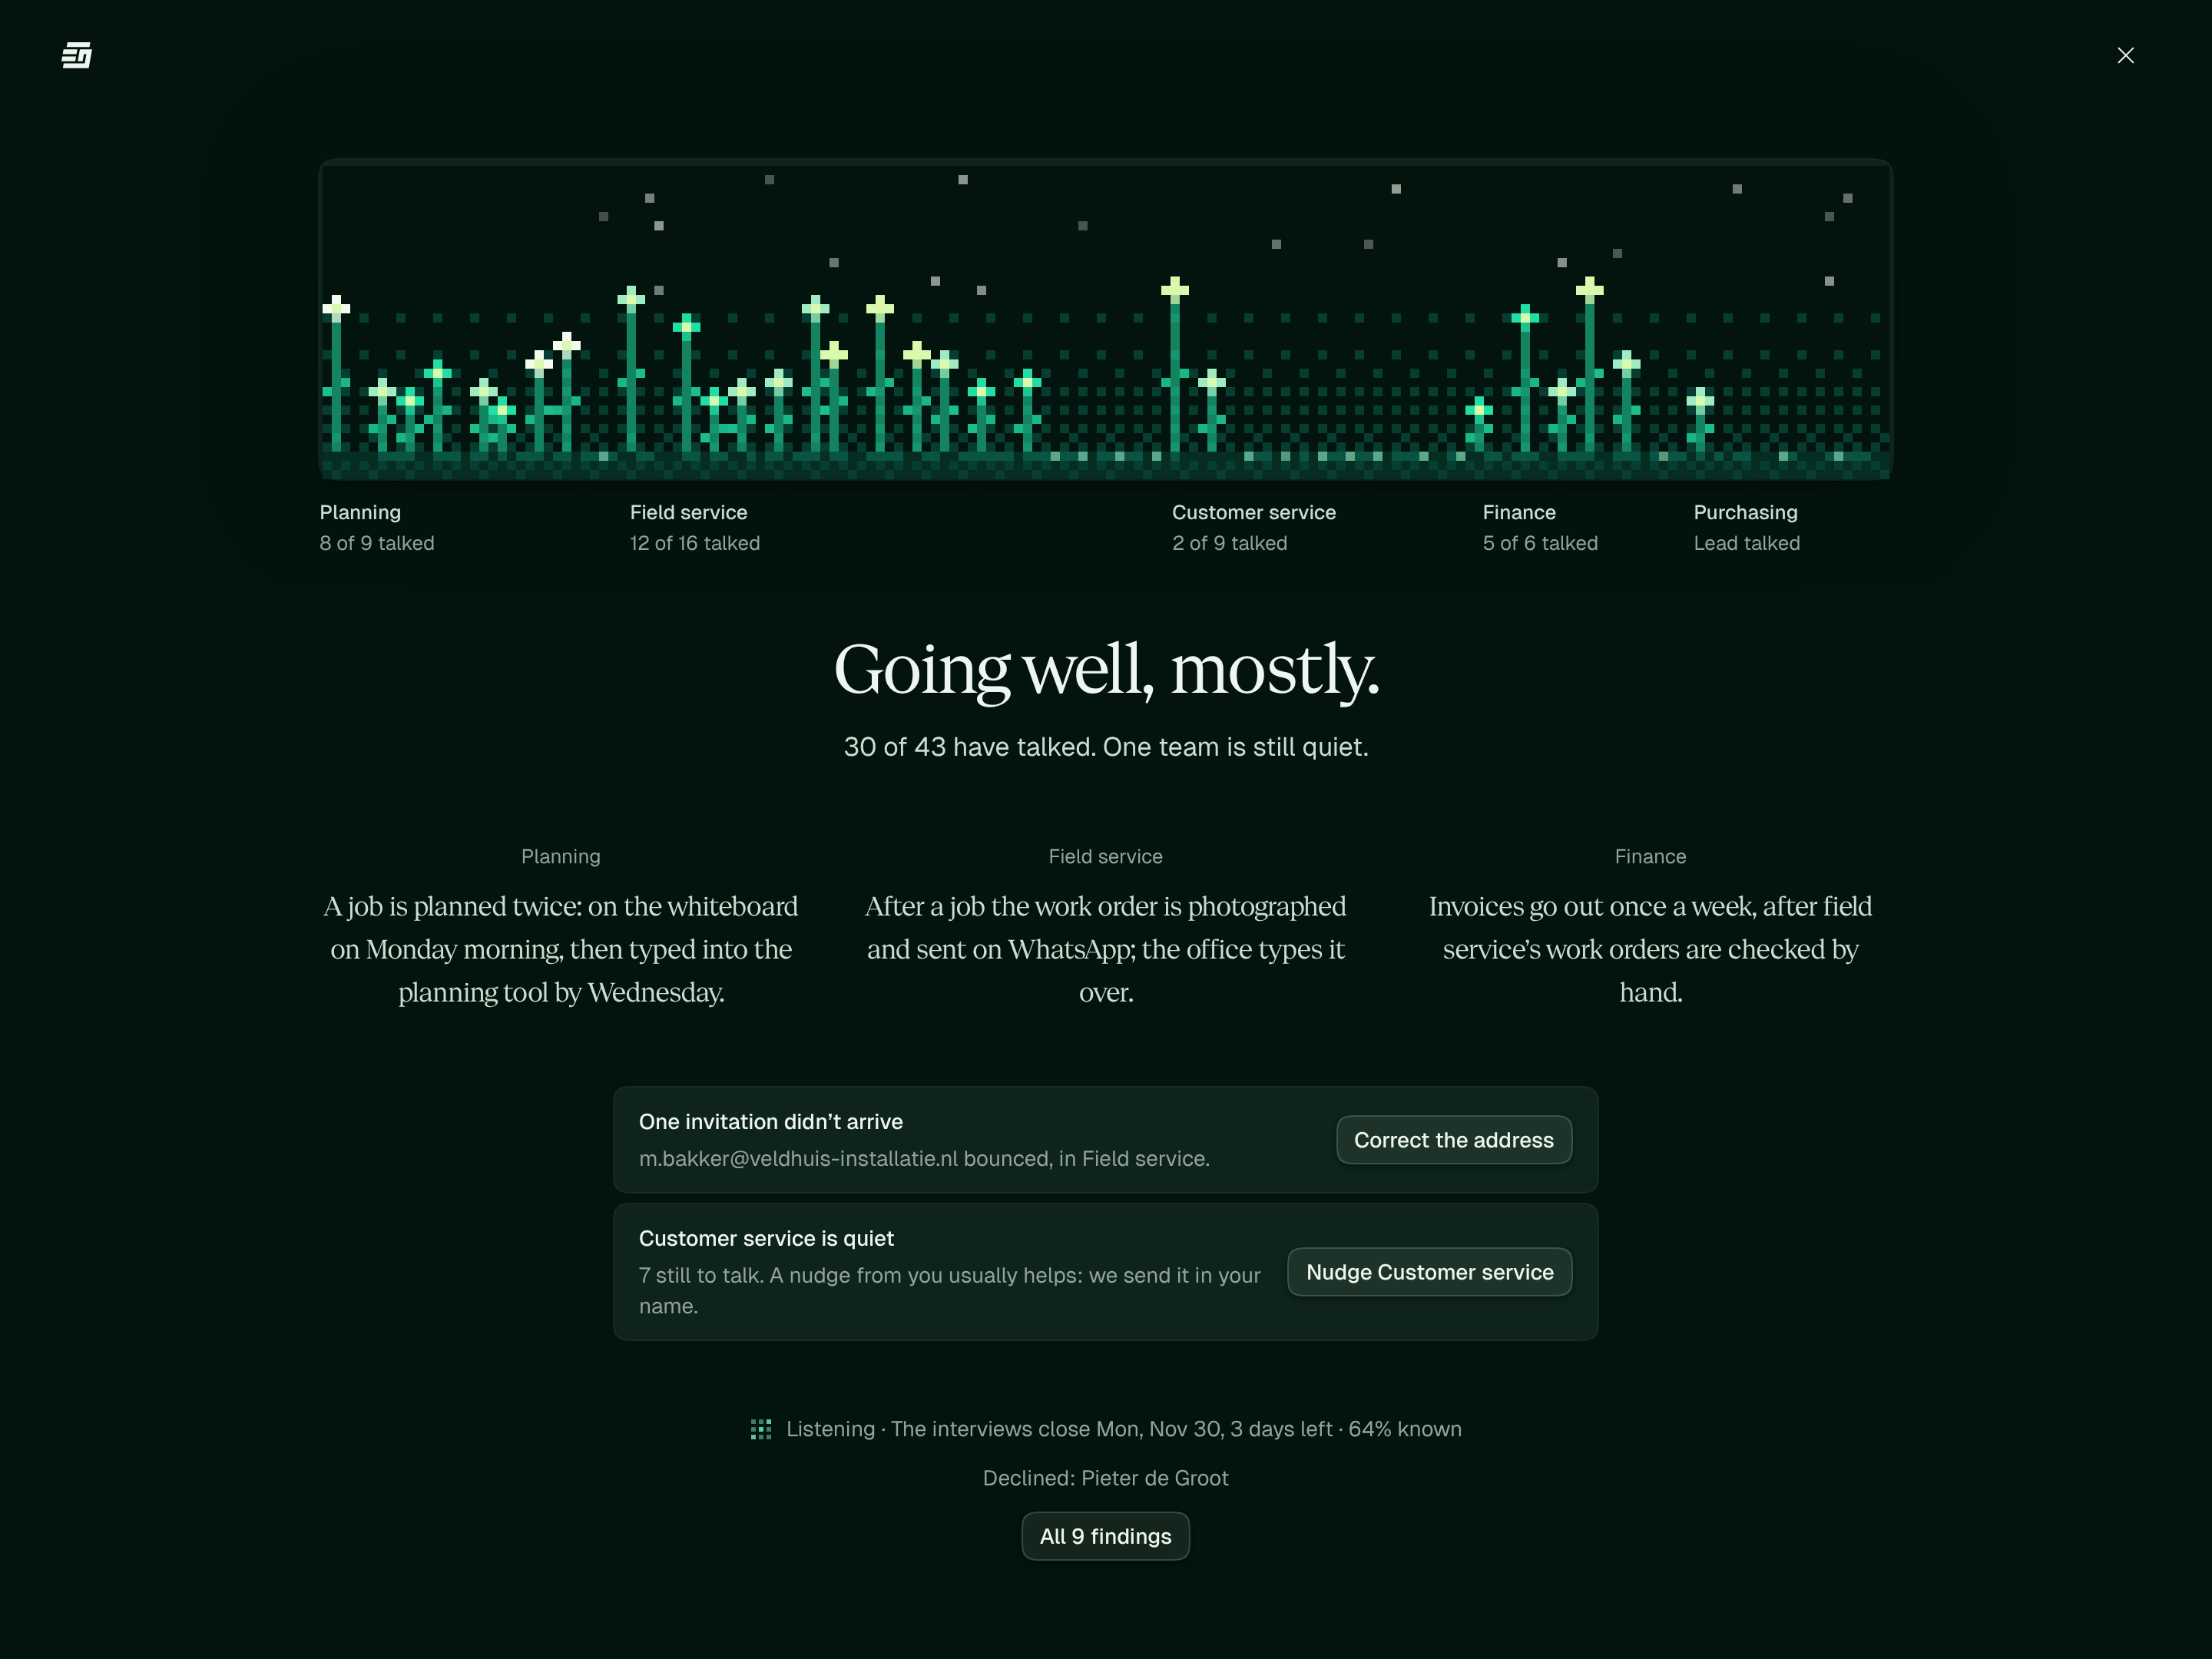 Planning
8 of 9 talked
Field service
12 of 16 talked
Customer service
2 of 9 talked
Finance
5 of 6 talked
Purchasing
Lead talked
Going well, mostly.
30 of 43 have talked. One team is still quiet.
Planning
A job is planned twice: on the whiteboard
on Monday morning, then typed into the
planning tool by Wednesday.
Field service
After a job the work order is photographed
and sent on WhatsApp; the office types it
over.
Finance
Invoices go out once a week, after field
service’s work orders are checked by
hand.
One invitation didn’t arrive
m.bakker@veldhuis-installatie.nl bounced, in Field service.
Correct the address
Customer service is quiet
7 still to talk. A nudge from you usually helps: we send it in your
name.
Nudge Customer service
Listening · The interviews close Mon, Nov 30, 3 days left · 64% known
Declined: Pieter de Groot
All 9 findings